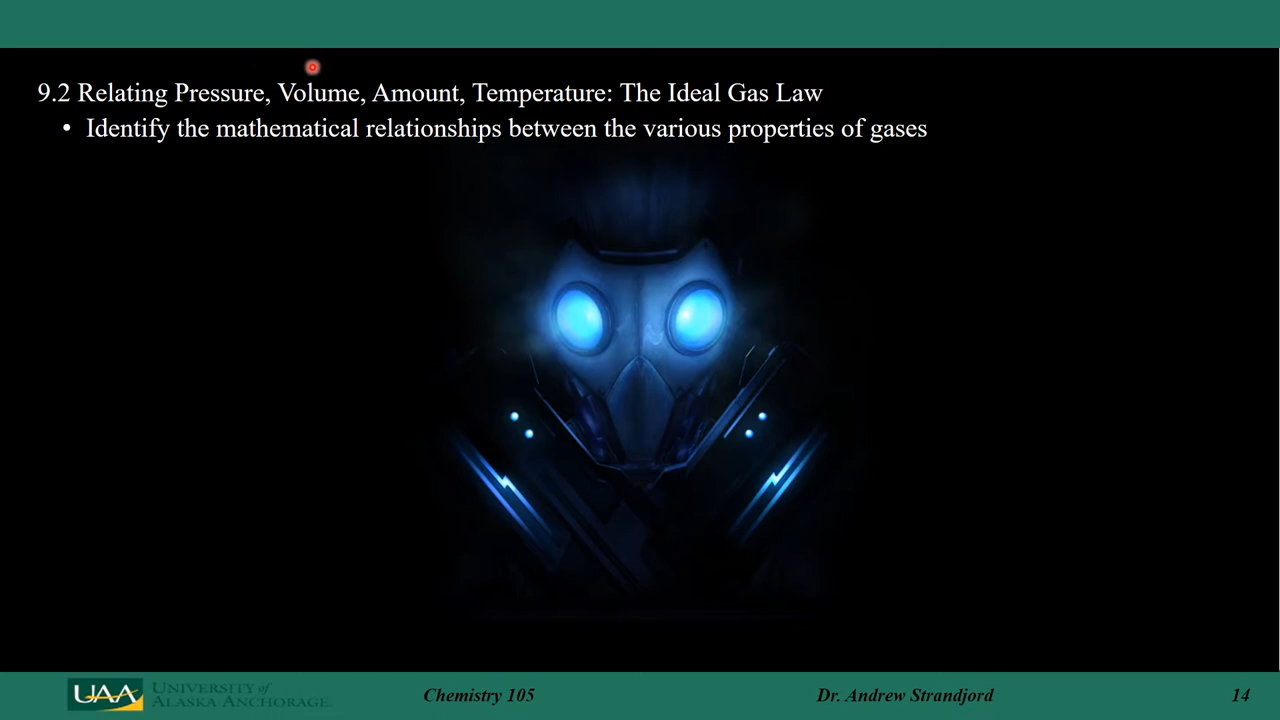 9.2 Relating Pressure, Volume, Amount, Temperature: The Ideal Gas Law
• Identify the mathematical relationships between the various properties of gases
UAA UNIVERSITY of
ALASKA ANCHORAGE.
Chemistry 105
Dr. Andrew Strandjord
14